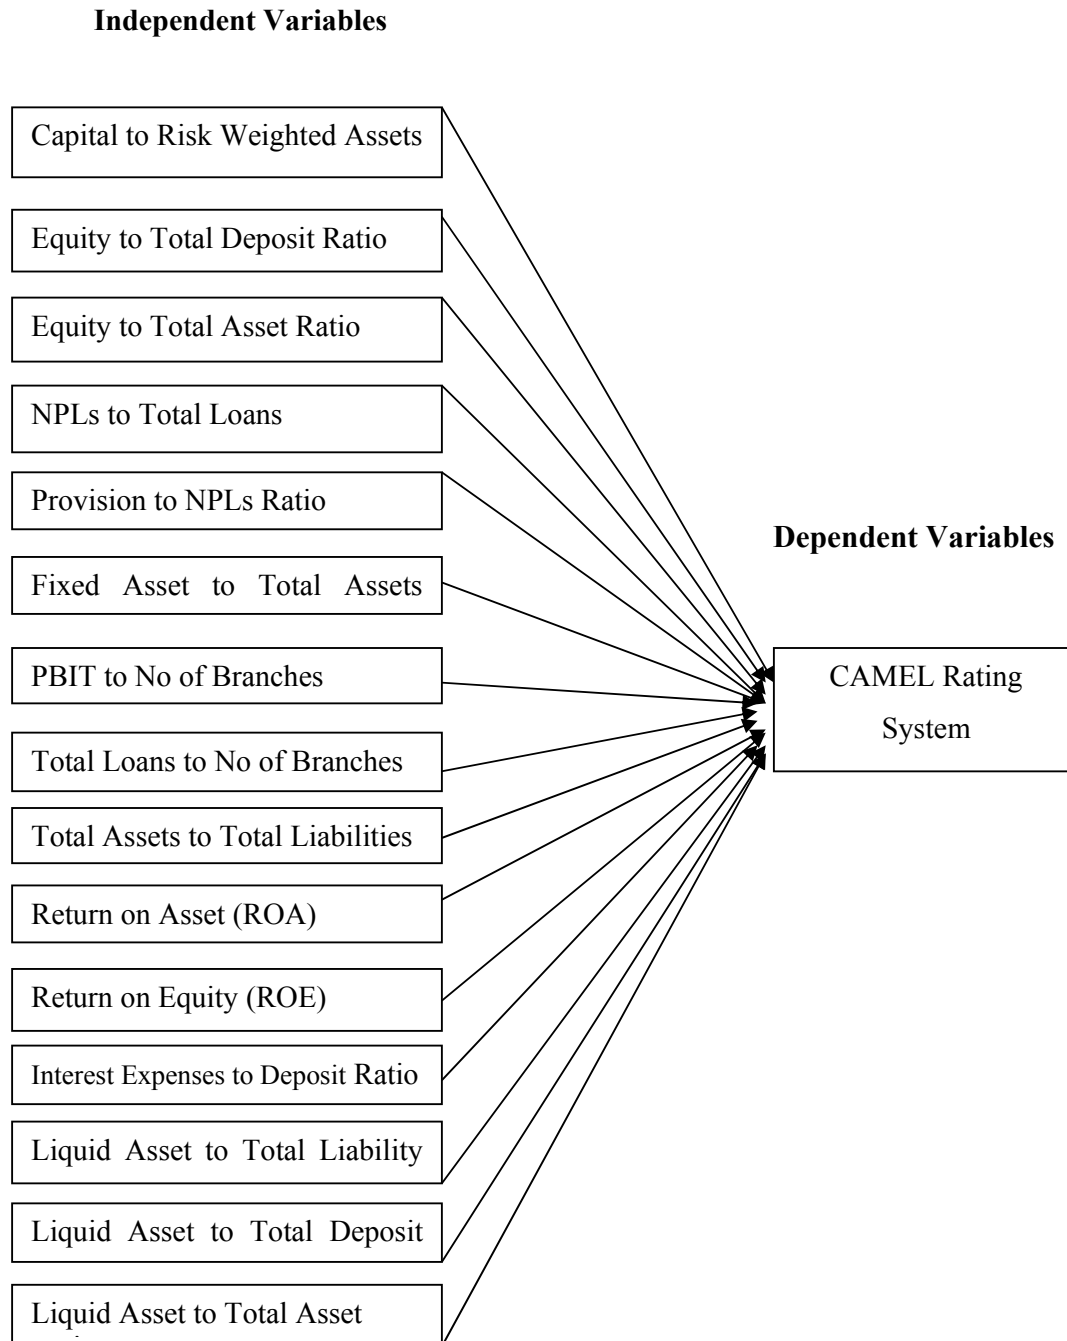 Independent Variables
Capital to Risk Weighted Assets
Equity to Total Deposit Ratio
Equity to Total Asset Ratio
NPLs to Total Loans
Provision to NPLs Ratio
Fixed Asset to Total Assets
PBIT to No of Branches
Total Loans to No of Branches
Total Assets to Total Liabilities
Return on Asset (ROA)
Return on Equity (ROE)
Interest Expenses to Deposit Ratio
Liquid Asset to Total Liability
Liquid Asset to Total Deposit
Liquid Asset to Total Asset
Dependent Variables
CAMEL Rating
System